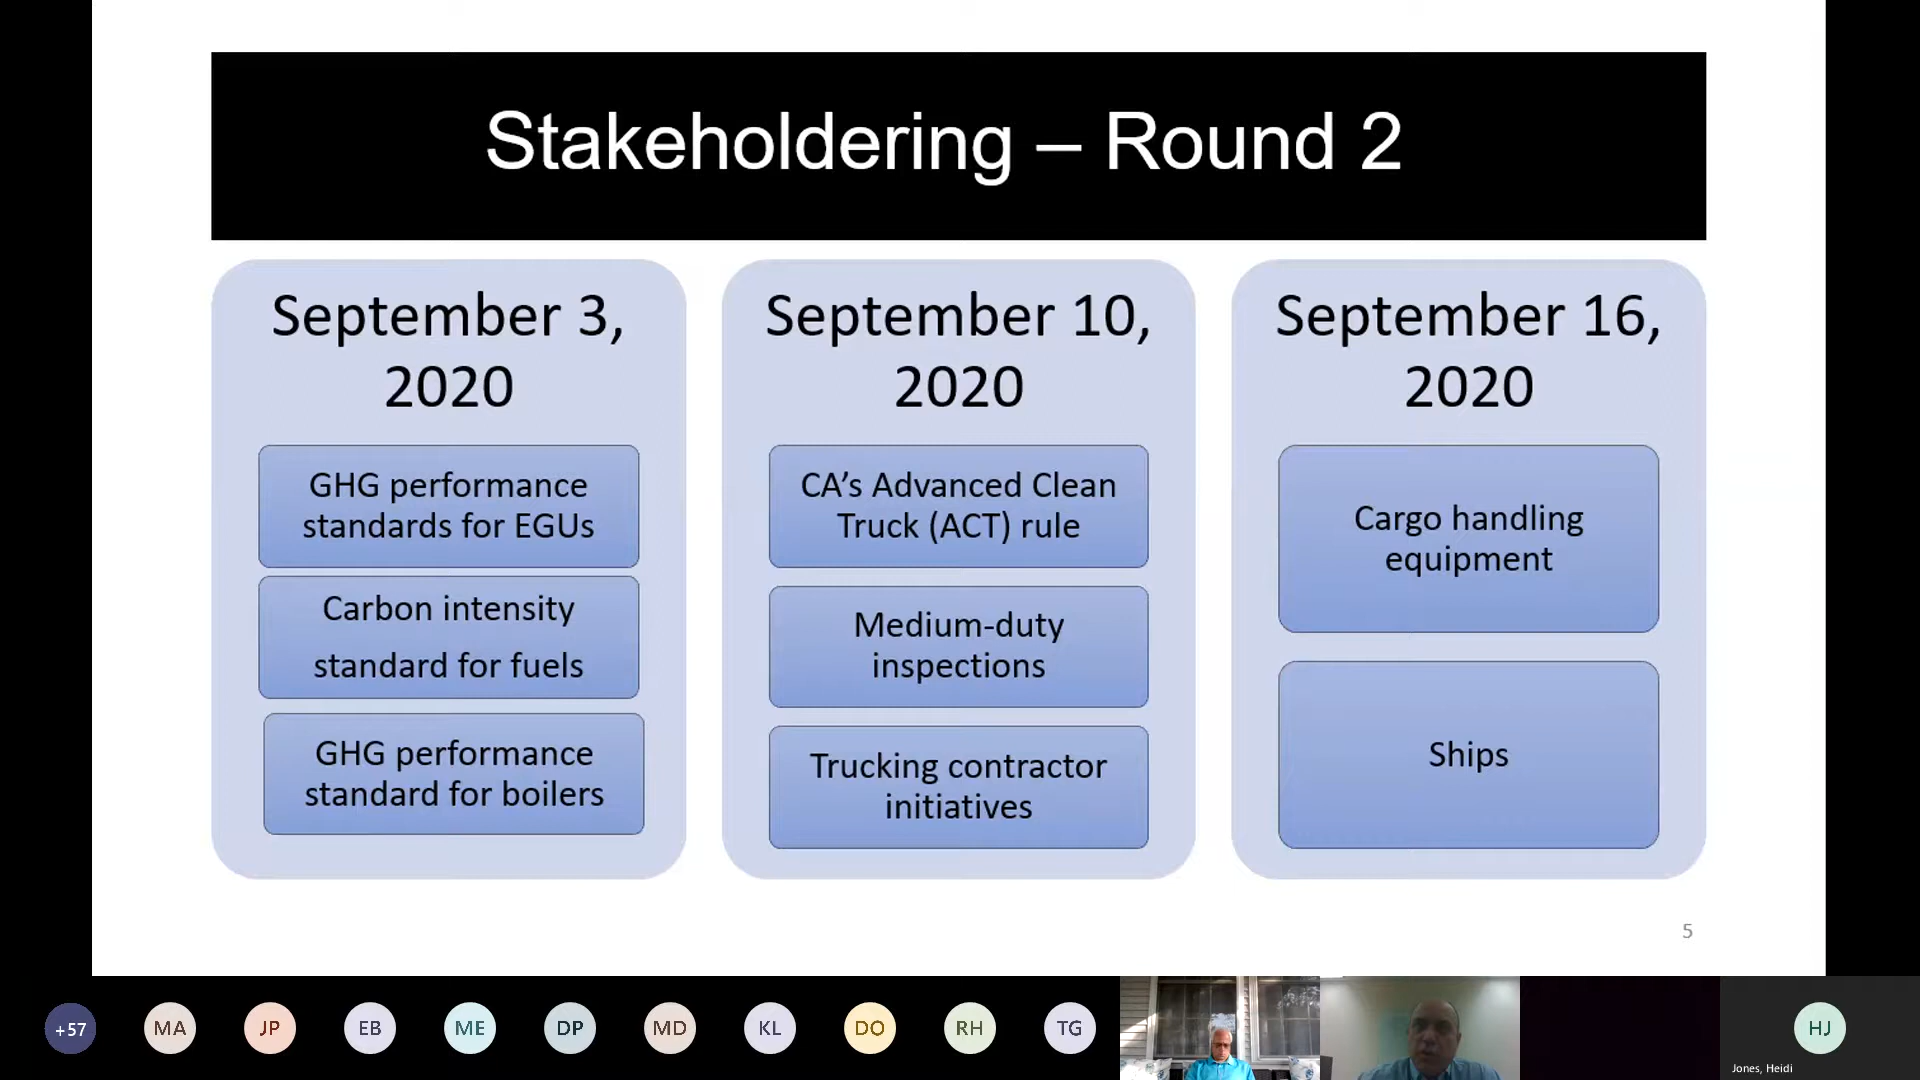 Stakeholdering – Round 2
September 3,
2020
GHG performance
standards for EGUs
Carbon intensity
standard for fuels
GHG performance
standard for boilers
September 10,
2020
CA’s Advanced Clean
Truck (ACT) rule
Medium-duty
inspections
Trucking contractor
initiatives
September 16,
2020
Cargo handling
equipment
Ships
5
+57
MA
JP
EB
ME
DP
MD
KL
DO
RH
TG
HJ
Jones, Heidi